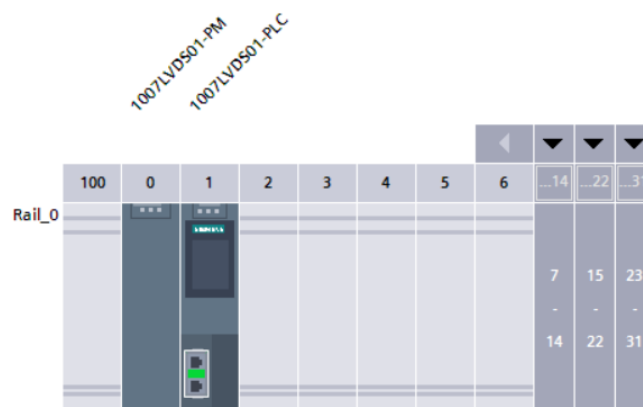 1007LVDS01-PM
1007LVDS01-PLC
100 0 1 2 3 4 5 6 ...14 ...22 ...31
Rail_0
SIEMENS
7 15 23
- - -
14 22 31